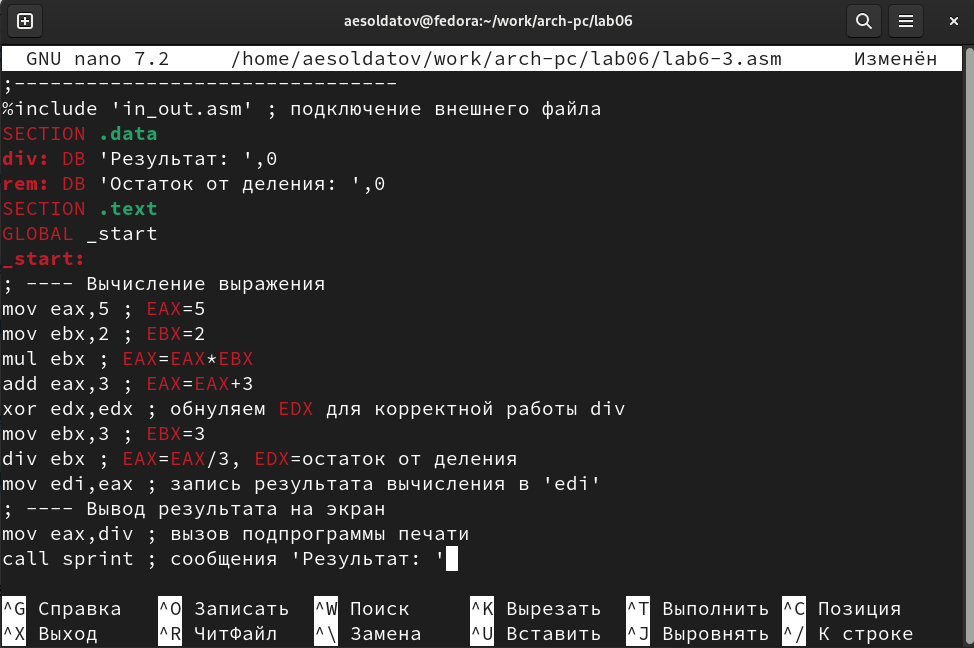 aesoldatov@fedora:~/work/arch-pc/lab06
GNU nano 7.2 /home/aesoldatov/work/arch-pc/lab06/lab6-3.asm Изменён
;--------------------------------
%include 'in_out.asm' ; подключение внешнего файла
SECTION .data
div: DB 'Результат: ',0
rem: DB 'Остаток от деления: ',0
SECTION .text
GLOBAL _start
_start:
; ---- Вычисление выражения
mov eax,5 ; EAX=5
mov ebx,2 ; EBX=2
mul ebx ; EAX=EAX*EBX
add eax,3 ; EAX=EAX+3
xor edx,edx ; обнуляем EDX для корректной работы div
mov ebx,3 ; EBX=3
div ebx ; EAX=EAX/3, EDX=остаток от деления
mov edi,eax ; запись результата вычисления в 'edi'
; ---- Вывод результата на экран
mov eax,div ; вызов подпрограммы печати
call sprint ; сообщения 'Результат: '
^G Справка ^O Записать ^W Поиск ^K Вырезать ^T Выполнить ^C Позиция
^X Выход ^R ЧитФайл ^\ Замена ^U Вставить ^J Выровнять ^/ К строке